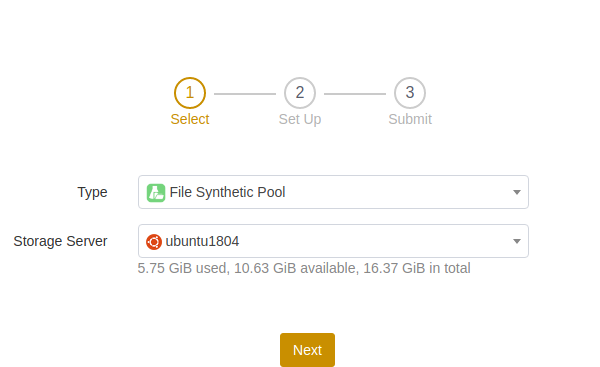 1 2 3
Select Set Up Submit
Type File Synthetic Pool
Storage Server ubuntu1804
5.75 GiB used, 10.63 GiB available, 16.37 GiB in total
Next